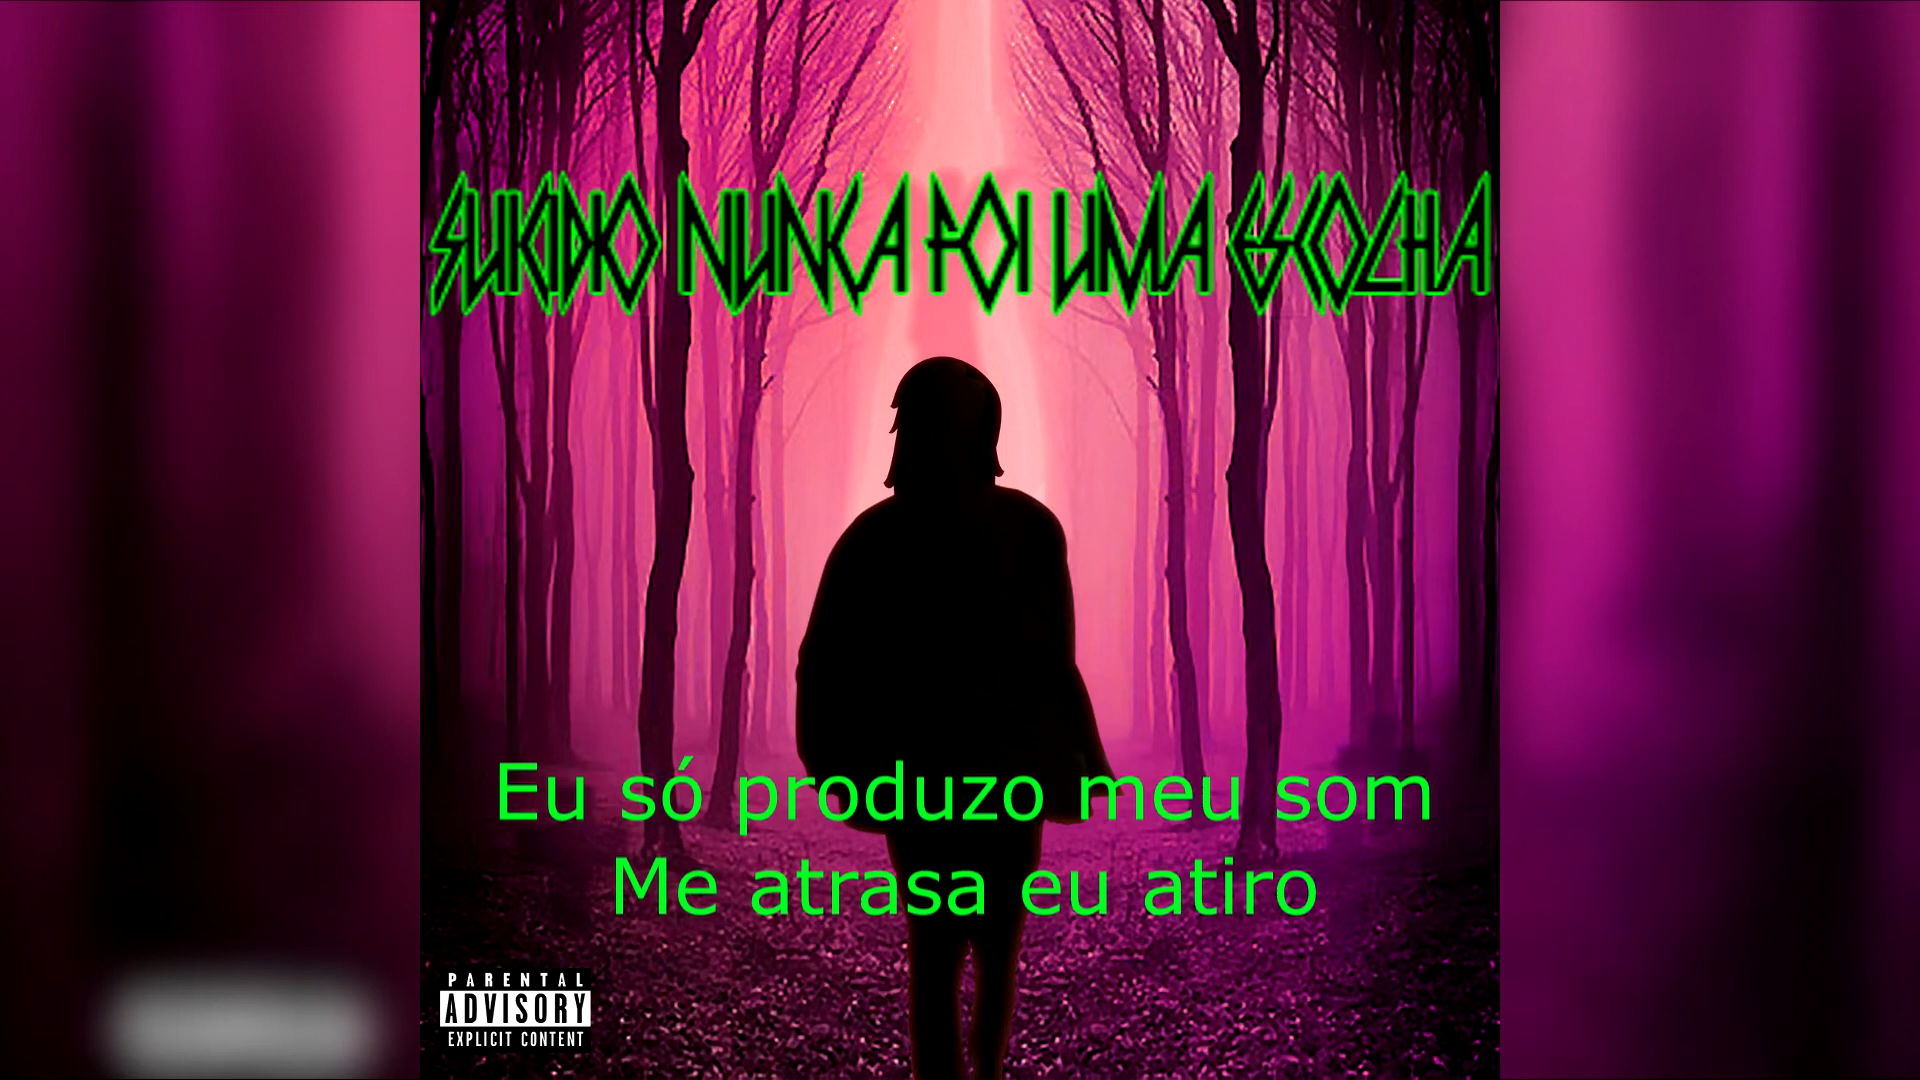 SUICIDIO NUNCA FOI UMA ESCOLHA
Eu só produzo meu som
Me atrasa eu atiro
PARENTAL
ADVISORY
EXPLICIT CONTENT